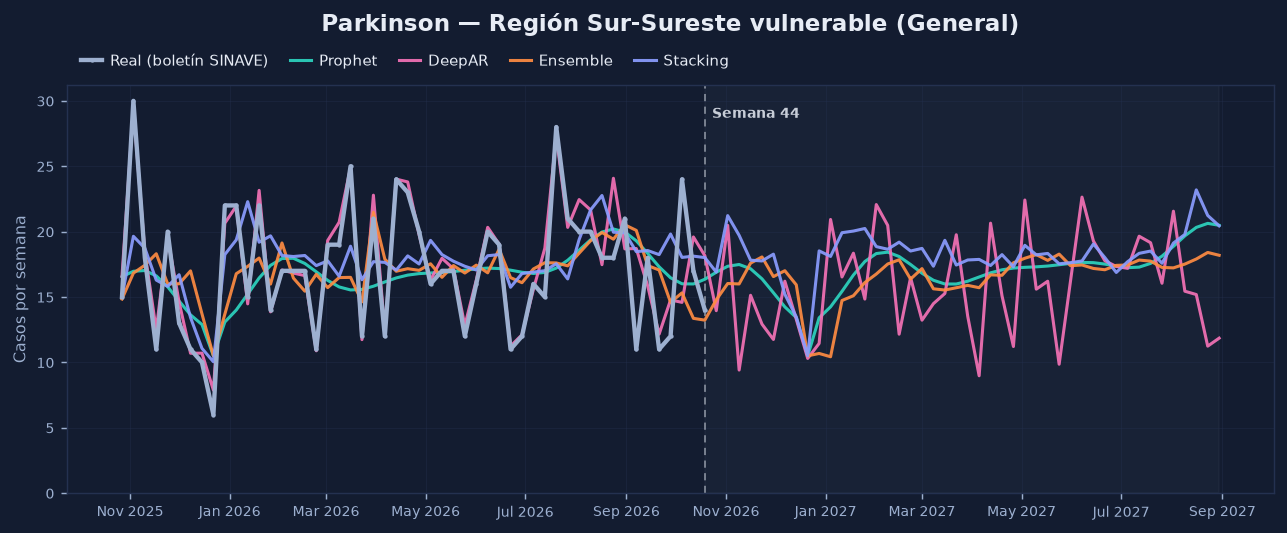 Parkinson — Región Sur-Sureste vulnerable (General)
Real (boletín SINAVE) Prophet DeepAR Ensemble Stacking
Semana 44
Casos por semana
30
25
20
15
10
5
0
Nov 2025 Jan 2026 Mar 2026 May 2026 Jul 2026 Sep 2026 Nov 2026 Jan 2027 Mar 2027 May 2027 Jul 2027 Sep 2027